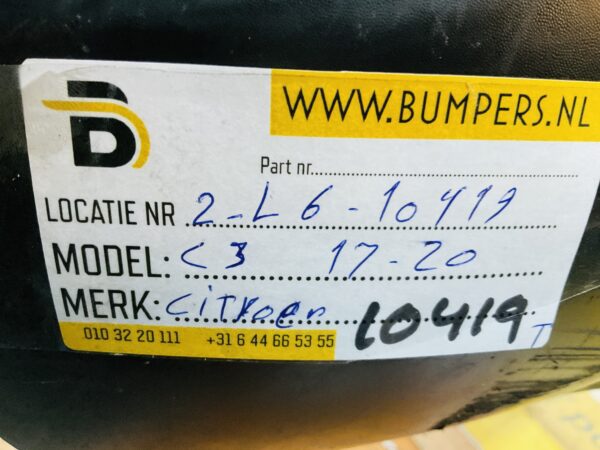 B
WWW.BUMPERS.NL
Part nr.
LOCATIE NR 2-L6-10419
MODEL: C3 17-20
MERK: Citroen 10419 T
010 32 20 111 +31 6 44 66 53 55